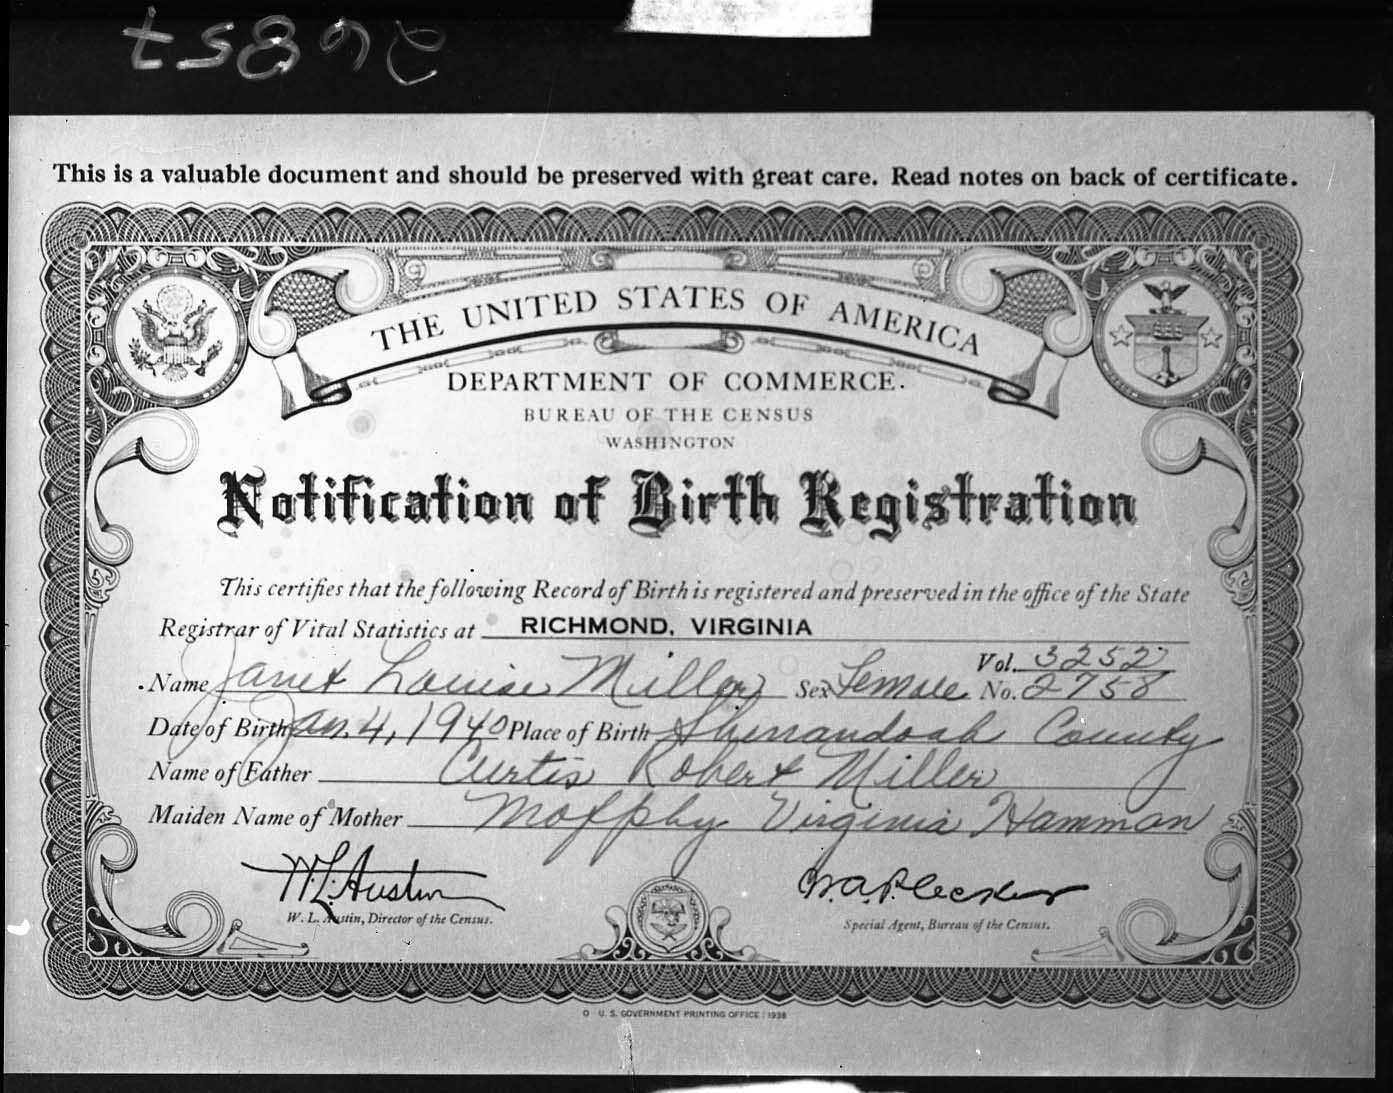 This is a valuable document and should be preserved with great care. Read notes on back of certificate.
THE UNITED STATES OF AMERICA
DEPARTMENT OF COMMERCE.
BUREAU OF THE CENSUS
WASHINGTON
Notification of Birth Registration
This certifies that the following Record of Birth is registered and preserved in the office of the State
Registrar of Vital Statistics at RICHMOND, VIRGINIA
Vol. 3252
Name Janet Louise Miller Sex Female No. 2758
Date of Birth Jan. 4, 1940 Place of Birth Shenandoah County
Name of Father Curtis Robert Miller
Maiden Name of Mother Virginia Hamman
W. L. Austin W. A. Plecker
W. L. Austin, Director of the Census. Special Agent, Bureau of the Census.
U. S. GOVERNMENT PRINTING OFFICE : 1938